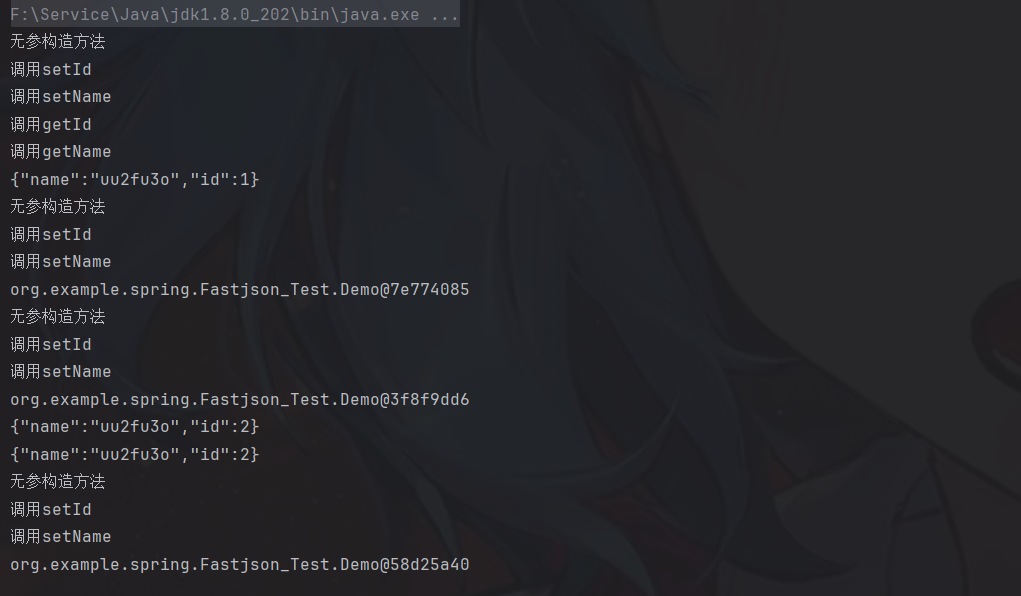 F:\Service\Java\jdk1.8.0_202\bin\java.exe ...
无参构造方法
调用setId
调用setName
调用getId
调用getName
{"name":"uu2fu3o","id":1}
无参构造方法
调用setId
调用setName
org.example.spring.Fastjson_Test.Demo@7e774085
无参构造方法
调用setId
调用setName
org.example.spring.Fastjson_Test.Demo@3f8f9dd6
{"name":"uu2fu3o","id":2}
{"name":"uu2fu3o","id":2}
无参构造方法
调用setId
调用setName
org.example.spring.Fastjson_Test.Demo@58d25a40